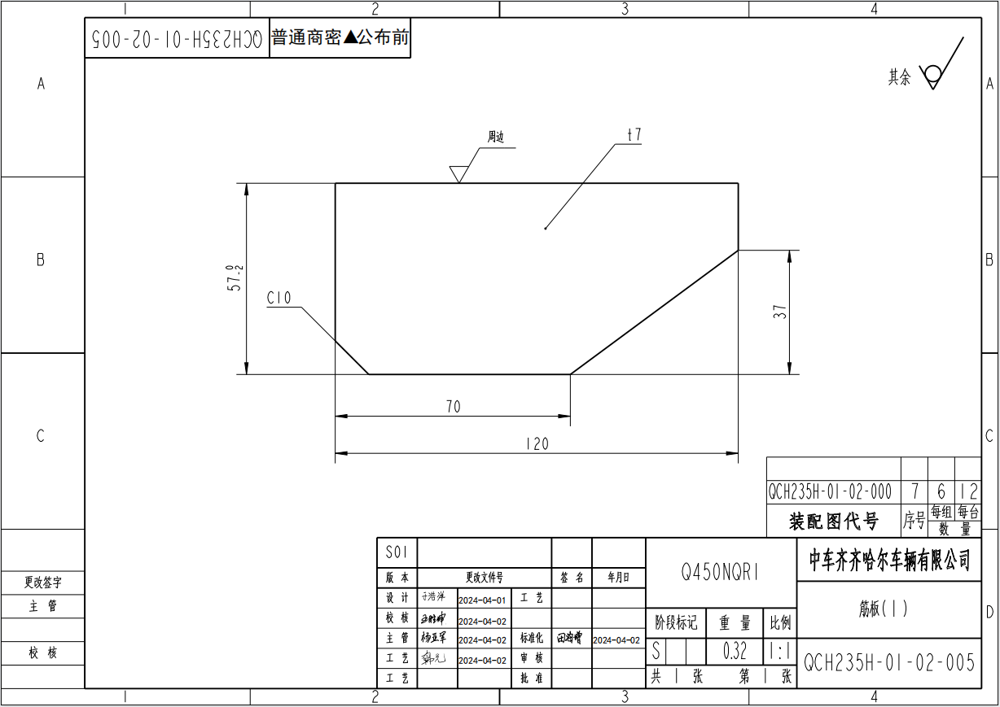 1 2 3 4
QCH235H-01-02-005 普通商密▲公布前
A A
其余
周边
t7
B B
57 0 -2
C10
37
70
120
C C
QCH235H-01-02-000 7 6 12
装配图代号 序号 每组 每台
数 量
S01
版 本 更改文件号 签 名 年月日
Q450NQR1
中车齐齐哈尔车辆有限公司
更改签字
主 管
校 核
设 计 2024-04-01 工 艺
校 核 2024-04-02
主 管 杨亚军 2024-04-02 标准化 2024-04-02
工 艺 2024-04-02 审 核
工 艺 批 准
阶段标记 重 量 比例
S 0.32 1:1
共 1 张 第 1 张
筋板(1)
QCH235H-01-02-005
D
1 2 3 4